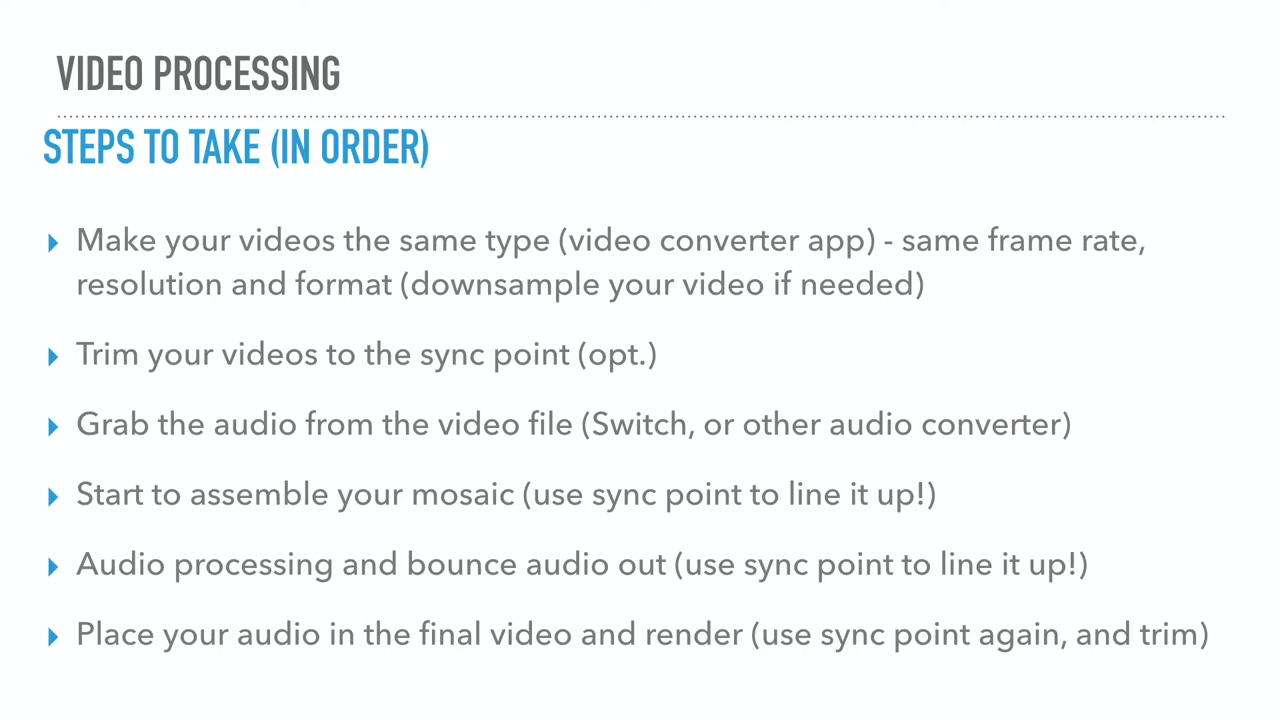 VIDEO PROCESSING
STEPS TO TAKE (IN ORDER)
Make your videos the same type (video converter app) - same frame rate,
resolution and format (downsample your video if needed)
Trim your videos to the sync point (opt.)
Grab the audio from the video file (Switch, or other audio converter)
Start to assemble your mosaic (use sync point to line it up!)
Audio processing and bounce audio out (use sync point to line it up!)
Place your audio in the final video and render (use sync point again, and trim)